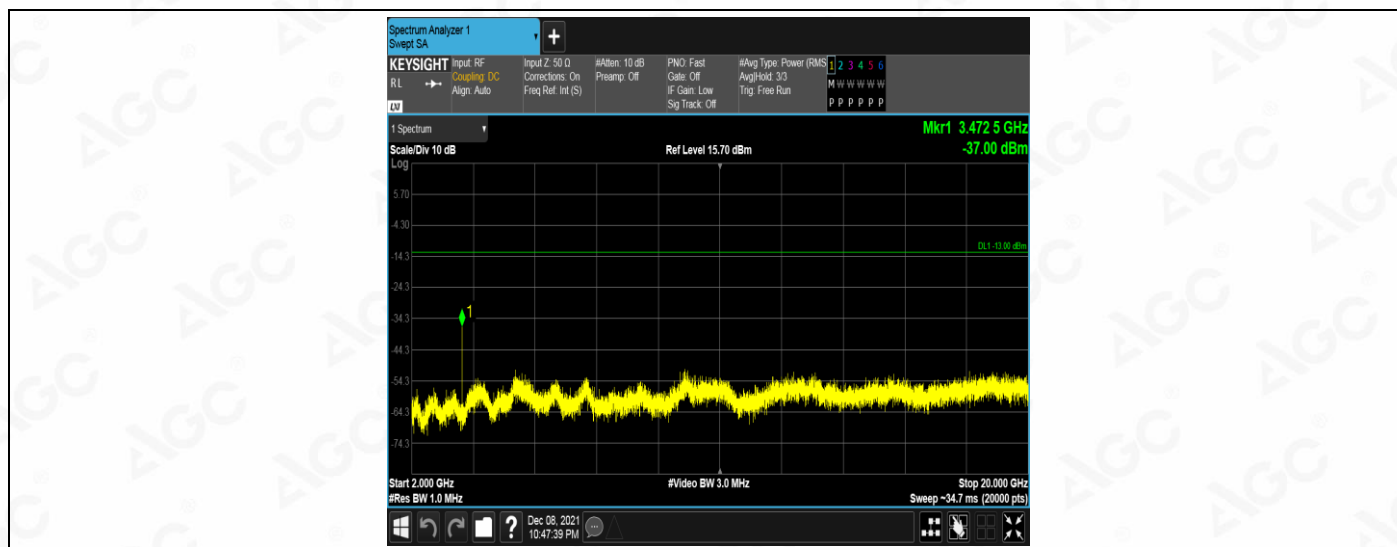 Spectrum Analyzer 1
Swept SA
KEYSIGHT Input: RF Input Z: 50 Ω #Atten: 10 dB PNO: Fast #Avg Type: Power (RMS 1 2 3 4 5 6
RL Coupling: DC Corrections: On Preamp: Off Gate: Off Avg|Hold: 3/3 M W W W W W
Align: Auto Freq Ref: Int (S) IF Gain: Low Trig: Free Run
LXI Sig Track: Off P P P P P P
1 Spectrum Mkr1 3.472 5 GHz
Scale/Div 10 dB Ref Level 15.70 dBm -37.00 dBm
Log
5.70
-4.30
DL1 -13.00 dBm
-14.3
-24.3
1
-34.3
-44.3
-54.3
-64.3
-74.3
Start 2.000 GHz #Video BW 3.0 MHz Stop 20.000 GHz
#Res BW 1.0 MHz Sweep ~34.7 ms (20000 pts)
? Dec 08, 2021
10:47:39 PM
AGC